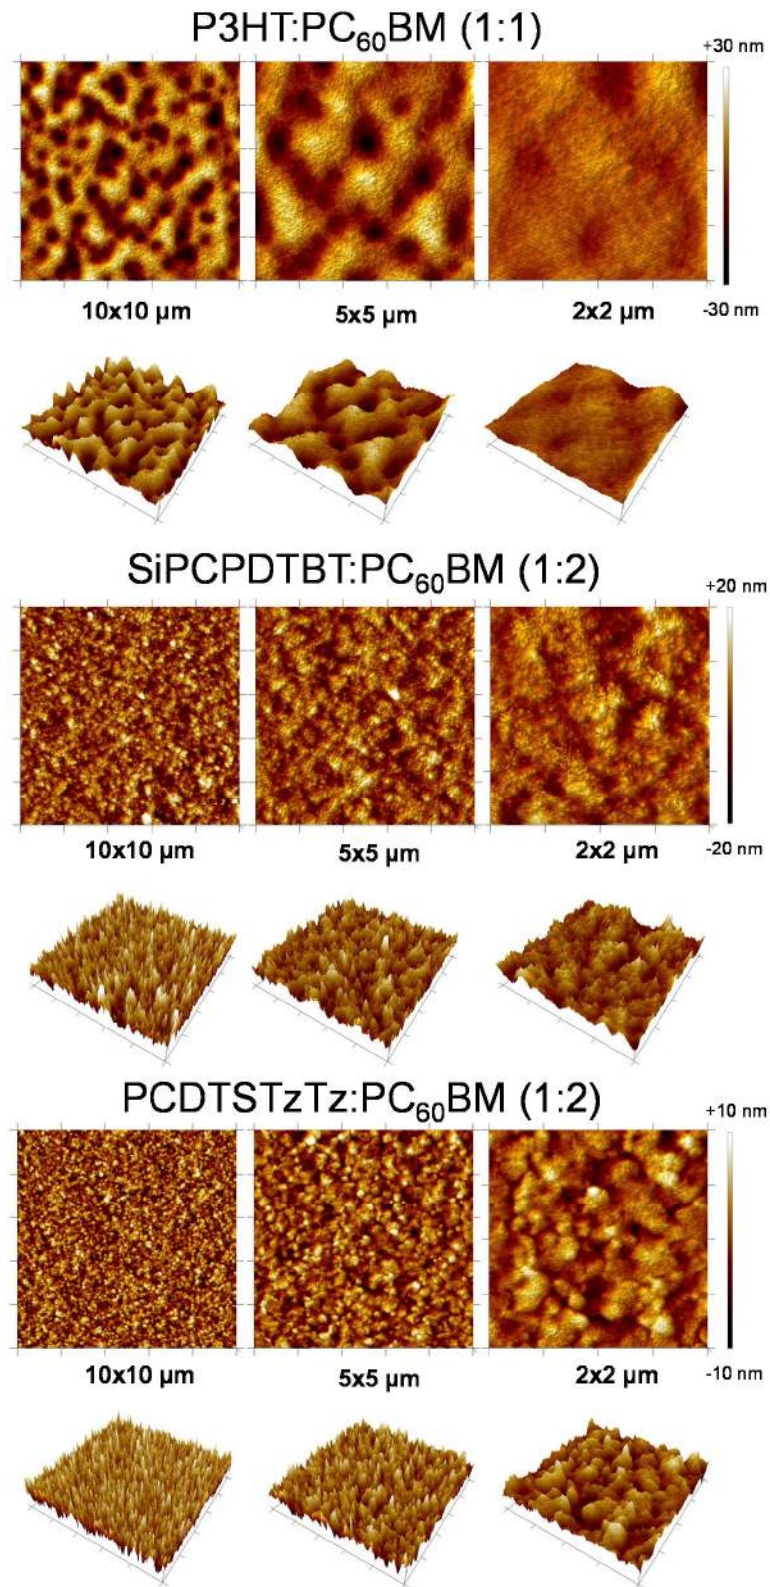 P3HT:PC₆₀BM (1:1)
+30 nm
10x10 µm
5x5 µm
2x2 µm
-30 nm
SiPCPDTBT:PC₆₀BM (1:2)
+20 nm
10x10 µm
5x5 µm
2x2 µm
-20 nm
PCDTSTzTz:PC₆₀BM (1:2)
+10 nm
10x10 µm
5x5 µm
2x2 µm
-10 nm